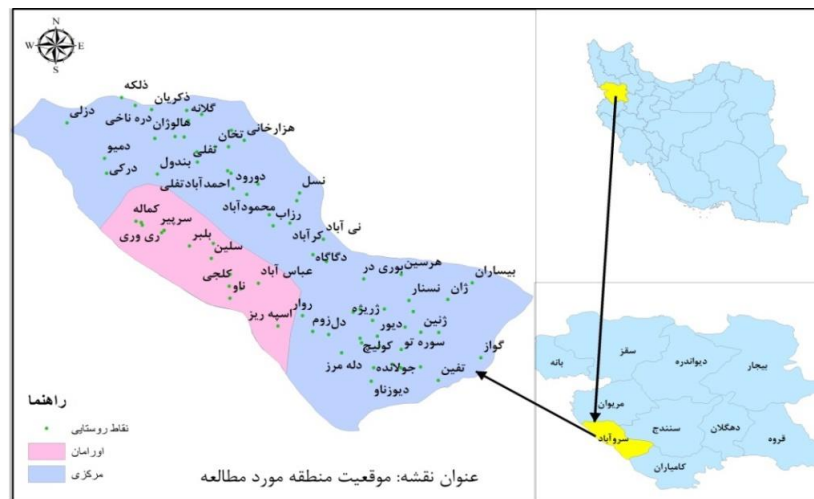 N
W E
S
ذلکه
ذکریان
گلانه
دزلی
دره ناخی
هالوژان
تخان
هزارخانی
تفلی
دمیو
بندول
درکی
دورود
احمدآبادتفلی
نسل
محمودآباد
رزاب
کماله
سرپیر
ری وری
بلبر
سلین
کرآباد
نی آباد
دگاگاه
کلجی
عباس آباد
ناو
هرسین
بوری در
بیساران
ژان
نسنار
روار
اسپه ریز
ژریژه
دیور
ژنین
دل
زوم
کولیچ
سوره تو
گواز
دله مرز
جولانده
تفین
دیوزناو
راهنما
نقاط روستایی
اورامان
مرکزی
عنوان نقشه: موقعیت منطقه مورد مطالعه
بانه
سقز
دیواندره
بیجار
مریوان
سروآباد
سنندج
دهگلان
قروه
کامیاران